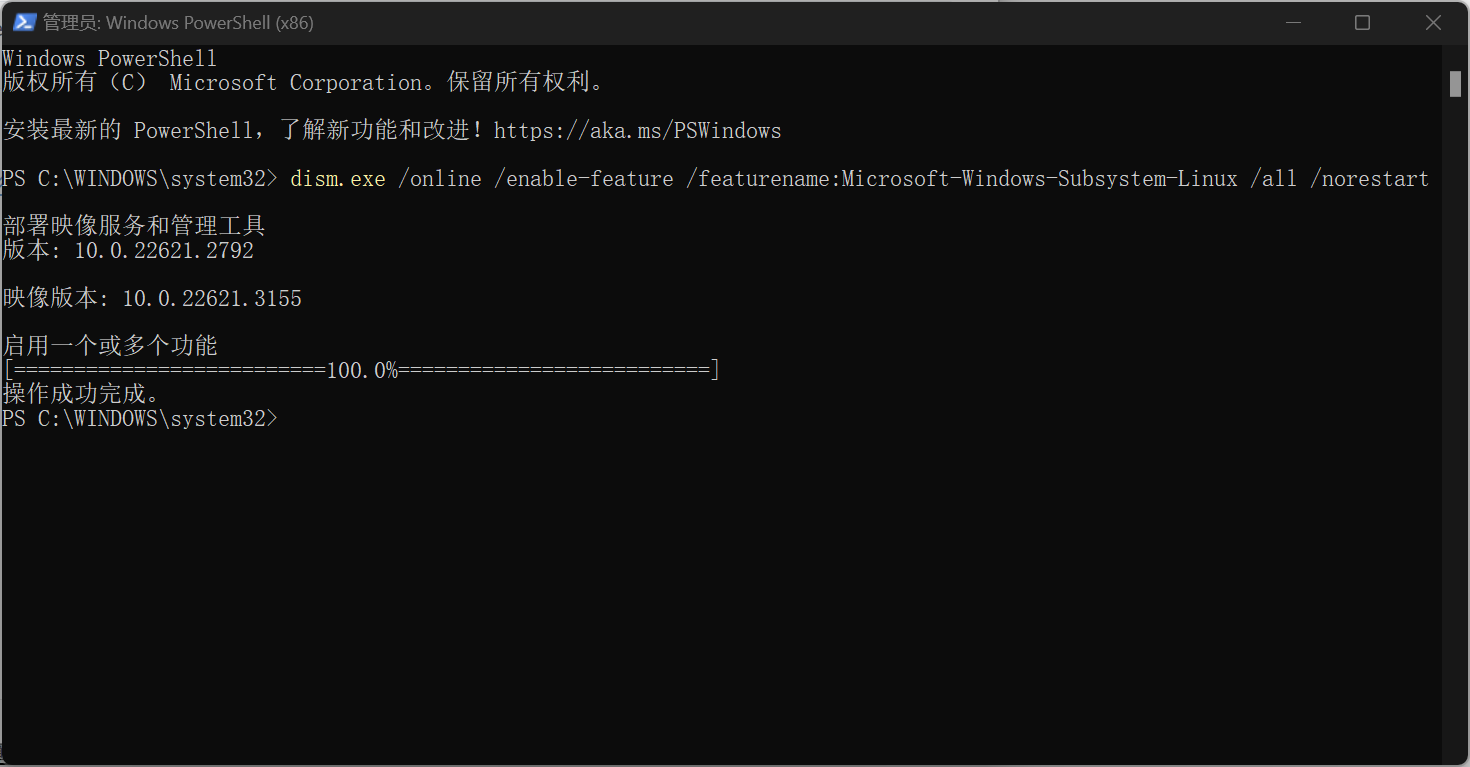 管理员: Windows PowerShell (x86)
Windows PowerShell
版权所有（C） Microsoft Corporation。保留所有权利。
安装最新的 PowerShell，了解新功能和改进！https://aka.ms/PSWindows
PS C:\WINDOWS\system32> dism.exe /online /enable-feature /featurename:Microsoft-Windows-Subsystem-Linux /all /norestart
部署映像服务和管理工具
版本: 10.0.22621.2792
映像版本: 10.0.22621.3155
启用一个或多个功能
[==========================100.0%==========================]
操作成功完成。
PS C:\WINDOWS\system32>